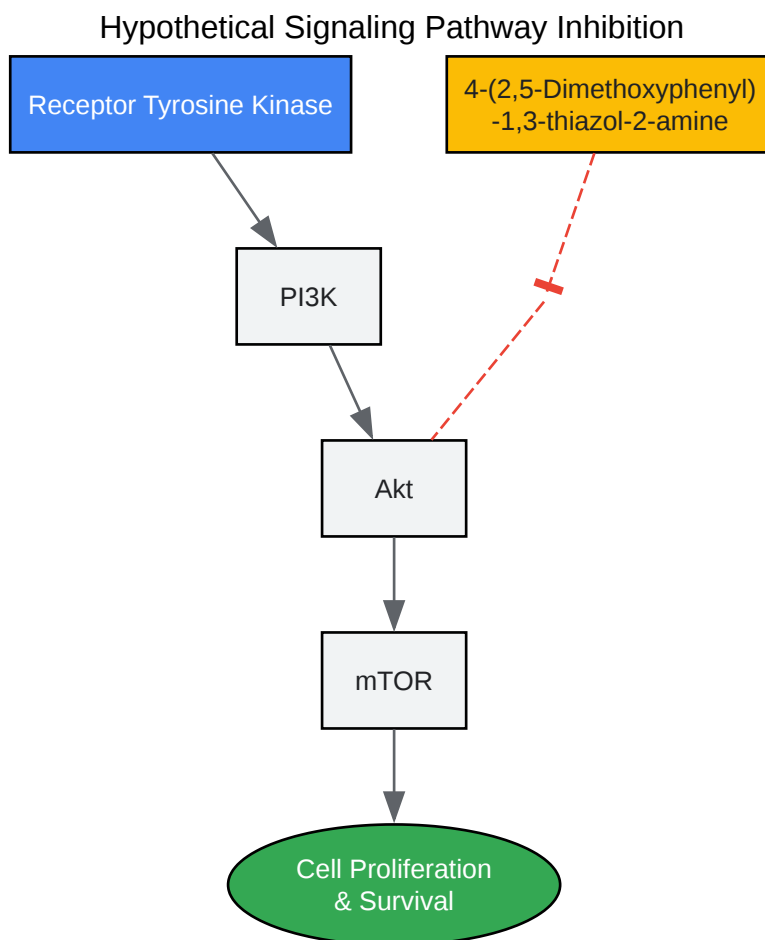 Hypothetical Signaling Pathway Inhibition
Receptor Tyrosine Kinase
4-(2,5-Dimethoxyphenyl)
-1,3-thiazol-2-amine
PI3K
Akt
mTOR
Cell Proliferation
& Survival